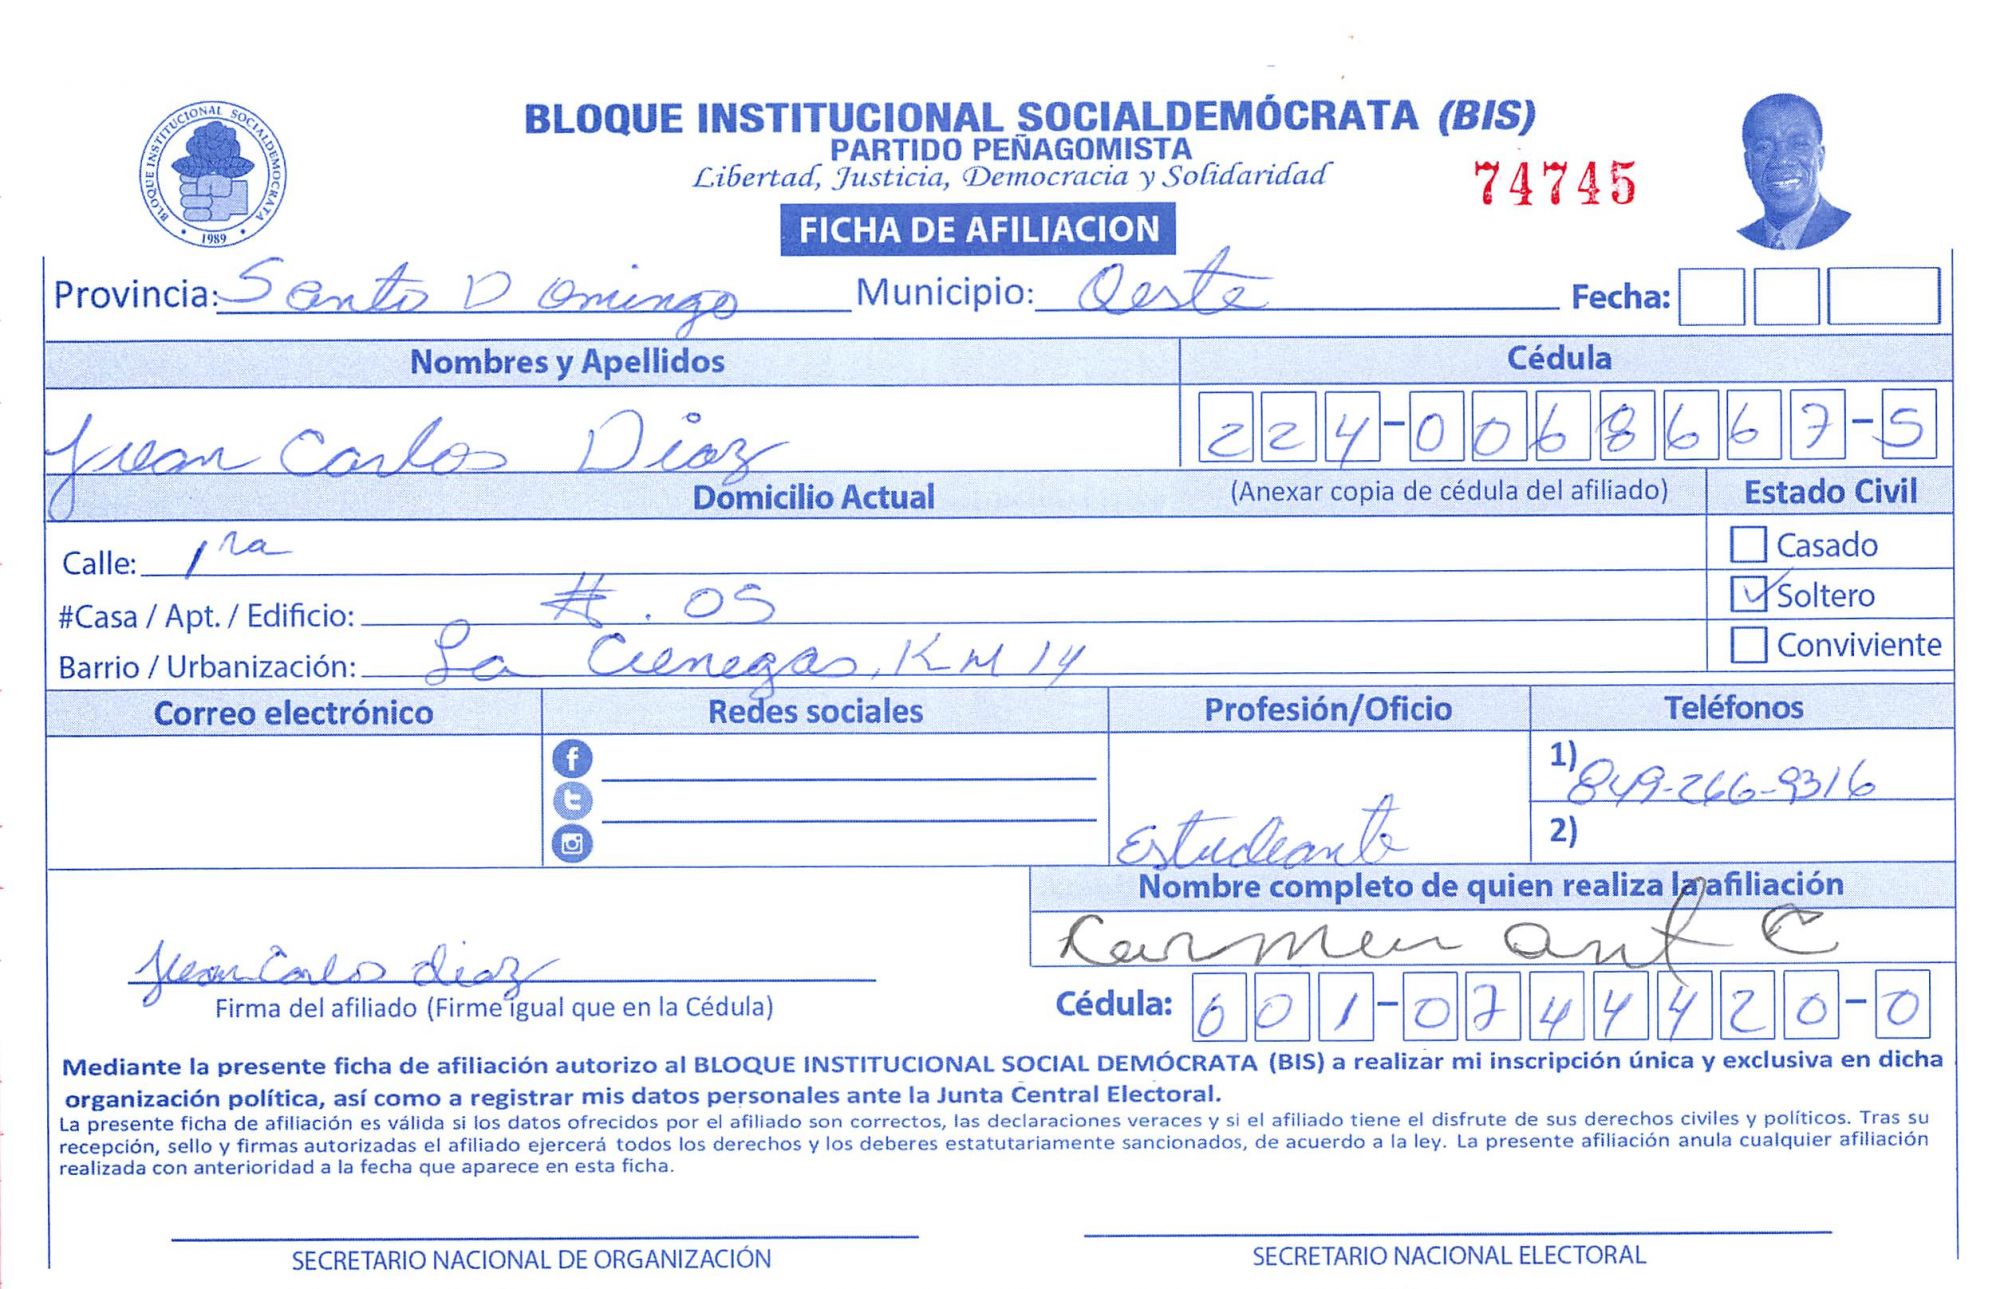 BLOQUE INSTITUCIONAL SOCIALDEMOCRATA
1989
BLOQUE INSTITUCIONAL SOCIALDEMÓCRATA (BIS)
PARTIDO PEÑAGOMISTA
Libertad, Justicia, Democracia y Solidaridad
74745
FICHA DE AFILIACION
Provincia: Santo Domingo Municipio: Oeste Fecha:
Nombres y Apellidos Cédula
Juan Carlos Diaz 224-0068667-5
Domicilio Actual (Anexar copia de cédula del afiliado) Estado Civil
Calle: 1ra Casado
#Casa / Apt. / Edificio: #. 05 Soltero
Barrio / Urbanización: La Cienegas, KM 14 Conviviente
Correo electrónico Redes sociales Profesión/Oficio Teléfonos
1) 849-266-9316
Estudiante 2)
Nombre completo de quien realiza la afiliación
Carmen ant C
Juan Carlos diaz
Firma del afiliado (Firme igual que en la Cédula) Cédula: 001-0744420-0
Mediante la presente ficha de afiliación autorizo al BLOQUE INSTITUCIONAL SOCIAL DEMÓCRATA (BIS) a realizar mi inscripción única y exclusiva en dicha
organización política, así como a registrar mis datos personales ante la Junta Central Electoral.
La presente ficha de afiliación es válida si los datos ofrecidos por el afiliado son correctos, las declaraciones veraces y si el afiliado tiene el disfrute de sus derechos civiles y políticos. Tras su
recepción, sello y firmas autorizadas el afiliado ejercerá todos los derechos y los deberes estatutariamente sancionados, de acuerdo a la ley. La presente afiliación anula cualquier afiliación
realizada con anterioridad a la fecha que aparece en esta ficha.
SECRETARIO NACIONAL DE ORGANIZACIÓN SECRETARIO NACIONAL ELECTORAL